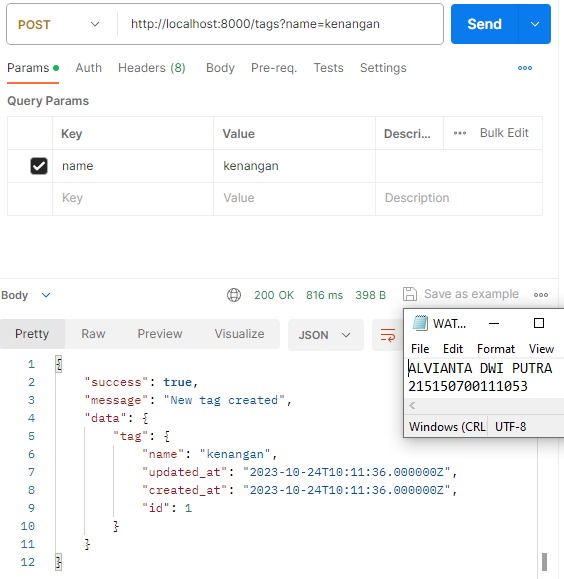 POST http://localhost:8000/tags?name=kenangan Send
Params Auth Headers (8) Body Pre-req. Tests Settings
Query Params
Key Value Descri... Bulk Edit
name kenangan
Key Value Description
Body 200 OK 816 ms 398 B Save as example
Pretty Raw Preview Visualize JSON
WAT...
File Edit Format View
ALVIANTA DWI PUTRA
215150700111053
Windows (CRL UTF-8
1 {
2 "success": true,
3 "message": "New tag created",
4 "data": {
5 "tag": {
6 "name": "kenangan",
7 "updated_at": "2023-10-24T10:11:36.000000Z",
8 "created_at": "2023-10-24T10:11:36.000000Z",
9 "id": 1
10 }
11 }
12 }